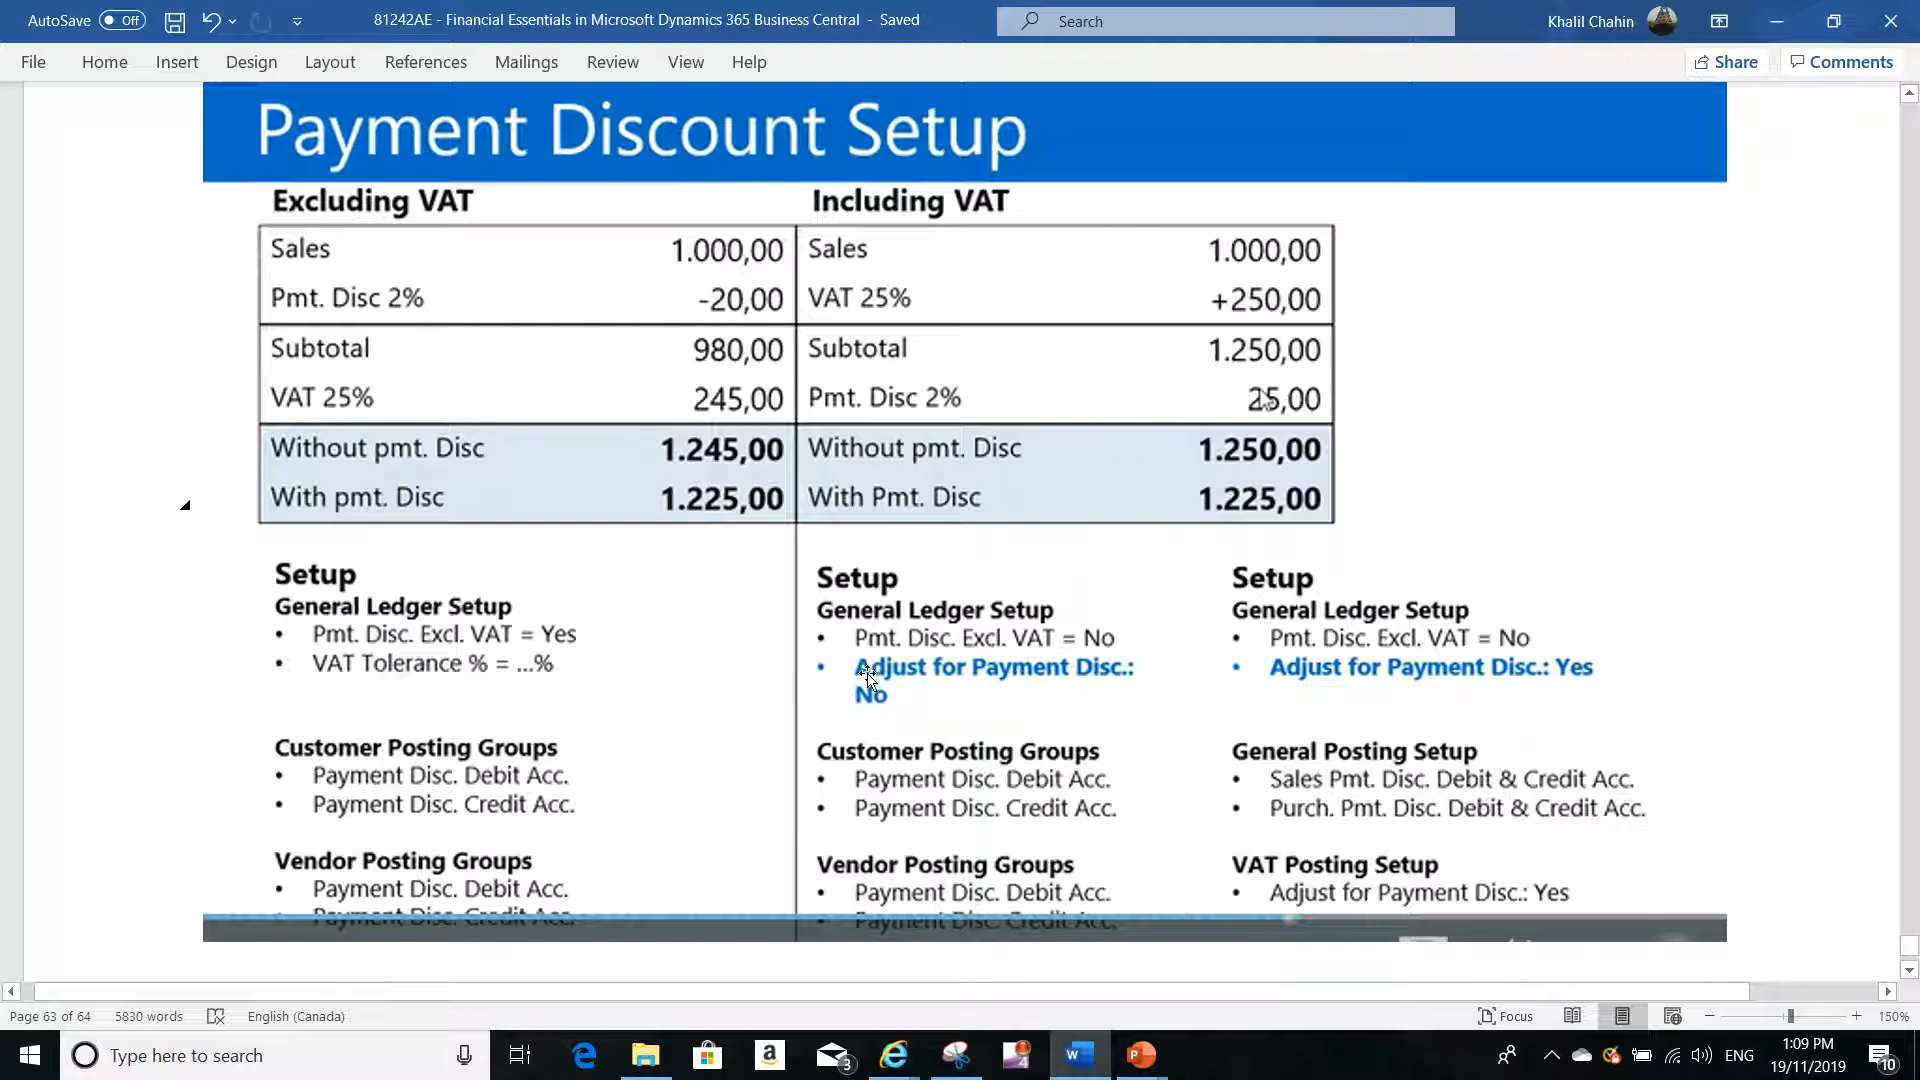 AutoSave Off 81242AE - Financial Essentials in Microsoft Dynamics 365 Business Central - Saved Search Khalil Chahin
File Home Insert Design Layout References Mailings Review View Help Share Comments
Payment Discount Setup
Excluding VAT Including VAT
Sales 1.000,00 Sales 1.000,00
Pmt. Disc 2% -20,00 VAT 25% +250,00
Subtotal 980,00 Subtotal 1.250,00
VAT 25% 245,00 Pmt. Disc 2% 25,00
Without pmt. Disc 1.245,00 Without pmt. Disc 1.250,00
With pmt. Disc 1.225,00 With Pmt. Disc 1.225,00
Setup
General Ledger Setup
• Pmt. Disc. Excl. VAT = Yes
• VAT Tolerance % = ...%
Customer Posting Groups
• Payment Disc. Debit Acc.
• Payment Disc. Credit Acc.
Vendor Posting Groups
• Payment Disc. Debit Acc.
• Payment Disc. Credit Acc.
Setup
General Ledger Setup
• Pmt. Disc. Excl. VAT = No
• Adjust for Payment Disc.:
No
Customer Posting Groups
• Payment Disc. Debit Acc.
• Payment Disc. Credit Acc.
Vendor Posting Groups
• Payment Disc. Debit Acc.
• Payment Disc. Credit Acc.
Setup
General Ledger Setup
• Pmt. Disc. Excl. VAT = No
• Adjust for Payment Disc.: Yes
General Posting Setup
• Sales Pmt. Disc. Debit & Credit Acc.
• Purch. Pmt. Disc. Debit & Credit Acc.
VAT Posting Setup
• Adjust for Payment Disc.: Yes
Page 63 of 64 5830 words English (Canada) Focus 150%
Type here to search 3 ENG 1:09 PM
19/11/2019 10